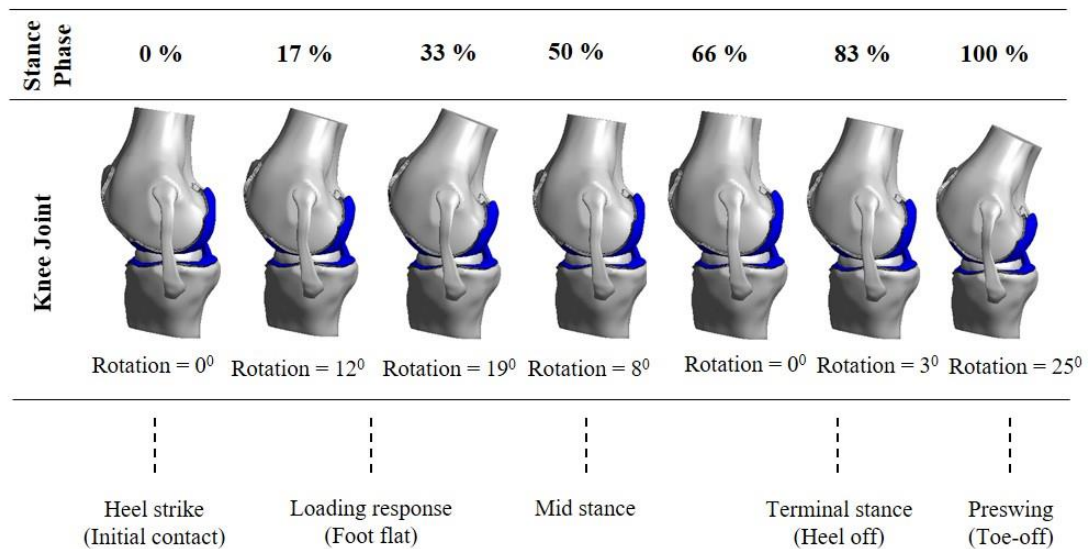 Stance Phase
0 % 17 % 33 % 50 % 66 % 83 % 100 %
Knee Joint
Rotation = 0⁰ Rotation = 12⁰ Rotation = 19⁰ Rotation = 8⁰ Rotation = 0⁰ Rotation = 3⁰ Rotation = 25⁰
Heel strike
(Initial contact)
Loading response
(Foot flat)
Mid stance
Terminal stance
(Heel off)
Preswing
(Toe-off)